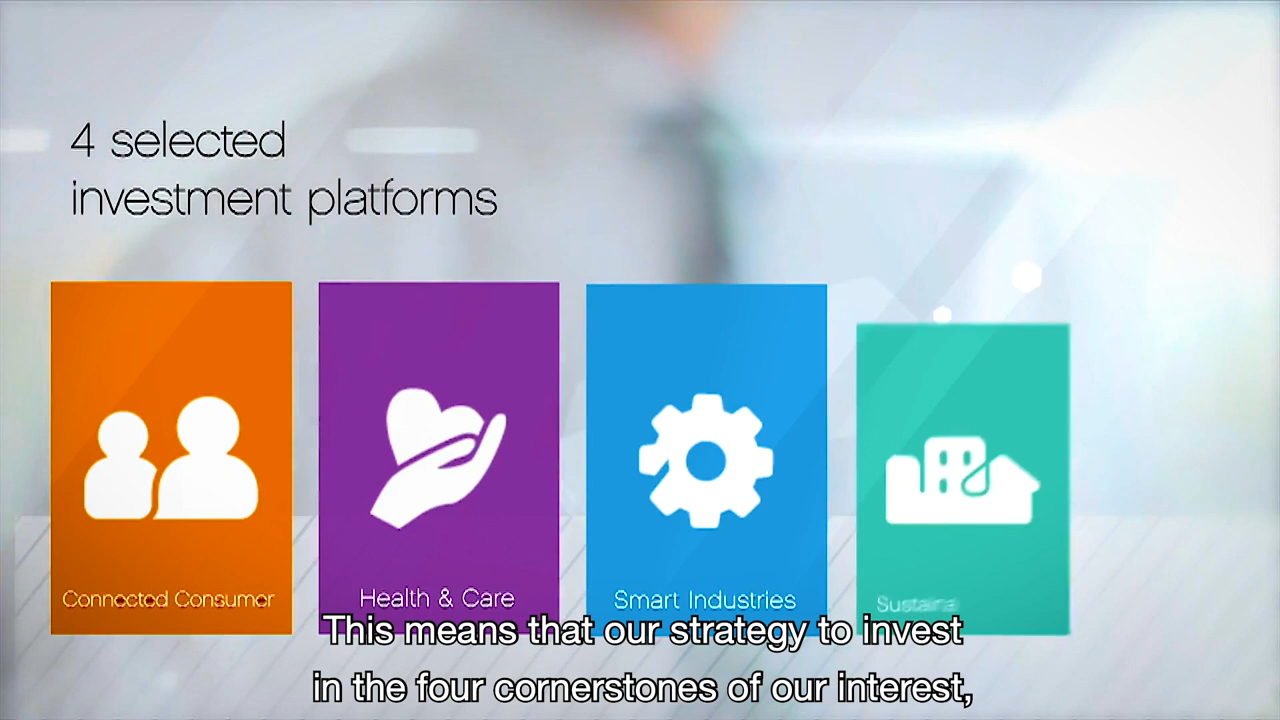 4 selected
investment platforms
Connected Consumer
Health & Care
Smart Industries
This means that our strategy to invest
in the four cornerstones of our interest,